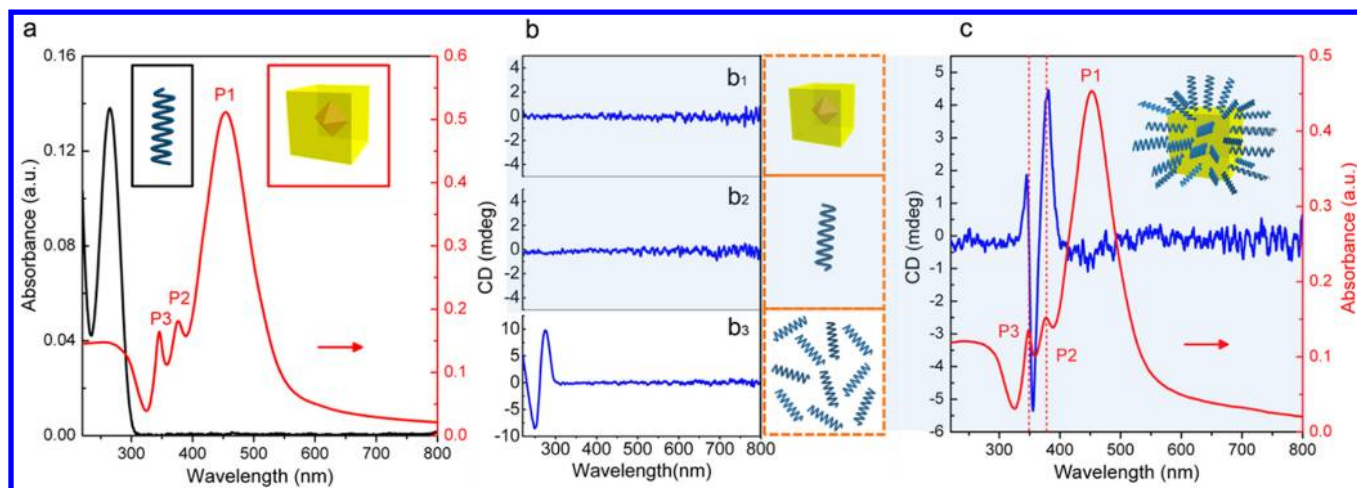 a
0.16
0.12
0.08
0.04
0.00
Absorbance (a.u.)
P3
P2
P1
0.6
0.5
0.4
0.3
0.2
0.1
0.0
300 400 500 600 700 800
Wavelength (nm)
b
CD (mdeg)
b1
4
2
0
-2
-4
b2
4
2
0
-2
-4
b3
10
5
0
-5
-10
300 400 500 600 700 800
Wavelength(nm)
c
5
4
3
2
1
0
-1
-2
-3
-4
-5
-6
CD (mdeg)
P1
P3
P2
0.5
0.4
0.3
0.2
0.1
0.0
Absorbance (a.u.)
300 400 500 600 700 800
Wavelength (nm)